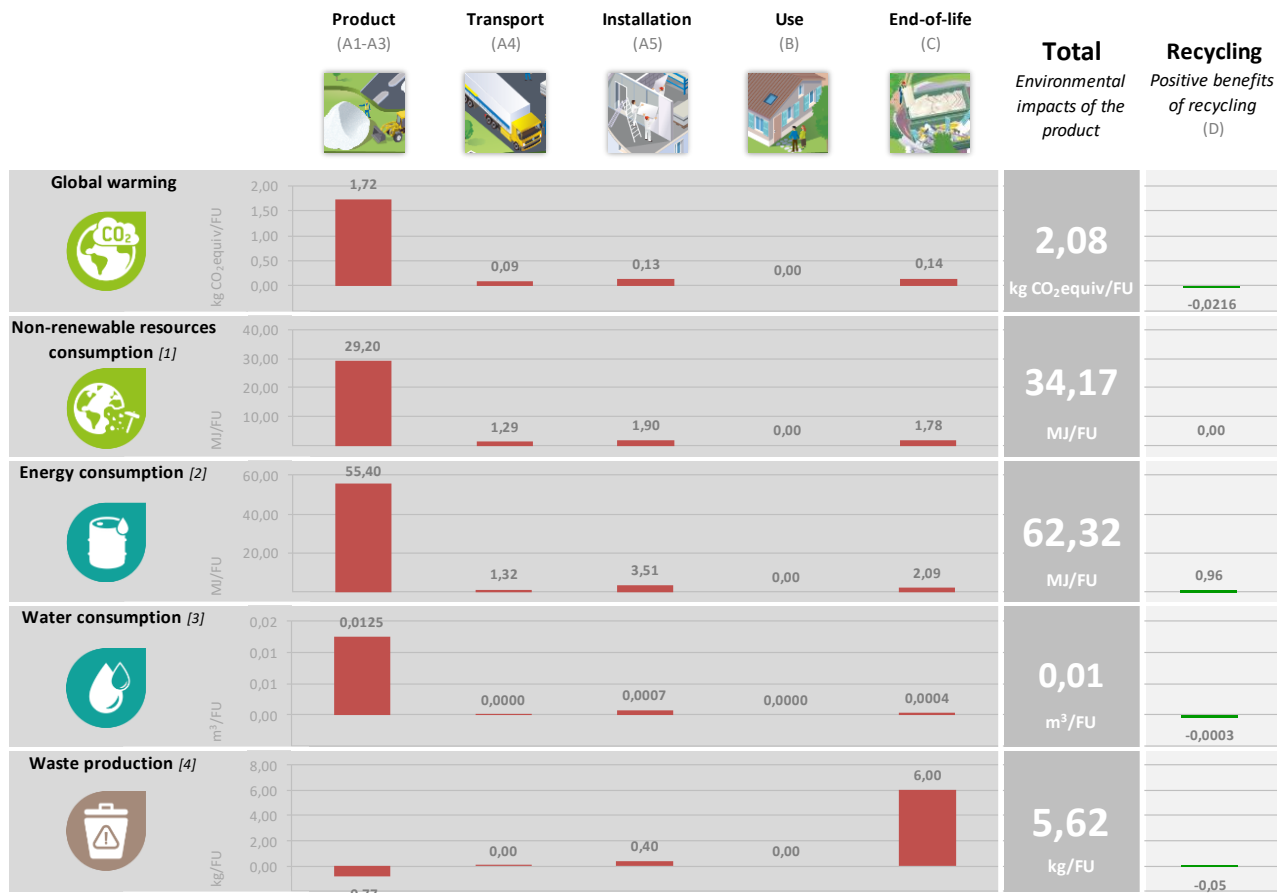 Product
(A1-A3)
Transport
(A4)
Installation
(A5)
Use
(B)
End-of-life
(C)
Total
Environmental
impacts of the
product
Recycling
Positive benefits
of recycling
(D)
Global warming
CO2
kg CO2equiv/FU
2,00
1,50
1,00
0,50
0,00
1,72
0,09
0,13
0,00
0,14
2,08
kg CO2equiv/FU
-0,0216
Non-renewable resources
consumption [1]
MJ/FU
40,00
30,00
20,00
10,00
29,20
1,29
1,90
0,00
1,78
34,17
MJ/FU
0,00
Energy consumption [2]
MJ/FU
60,00
40,00
20,00
55,40
1,32
3,51
0,00
2,09
62,32
MJ/FU
0,96
Water consumption [3]
m³/FU
0,02
0,01
0,01
0,00
0,0125
0,0000
0,0007
0,0000
0,0004
0,01
m³/FU
-0,0003
Waste production [4]
kg/FU
8,00
6,00
4,00
2,00
0,00
0,00
0,40
0,00
6,00
5,62
kg/FU
-0,05